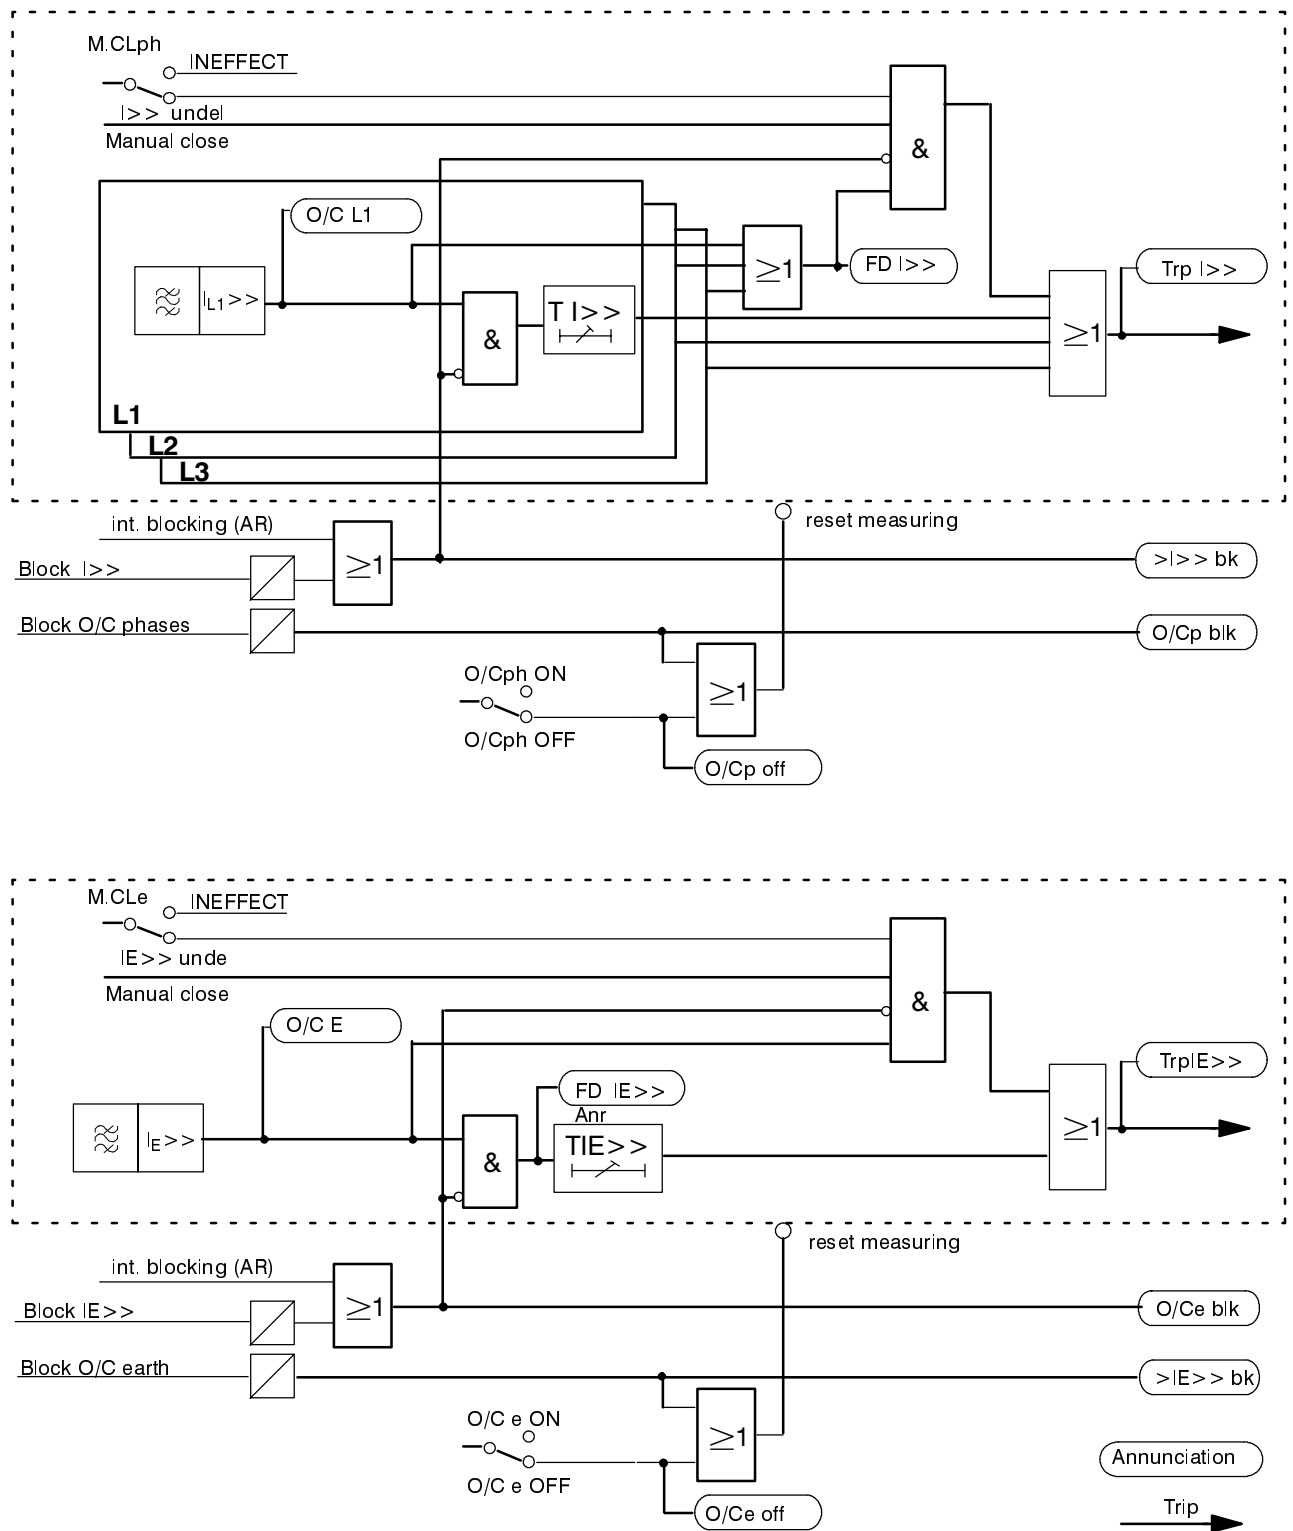 M.CLph
INEFFECT
I>> undel
Manual close
&
O/C L1
IL1>>
&
T I>>
≥1
FD I>>
Trp I>>
≥1
L1
L2
L3
int. blocking (AR)
reset measuring
Block I>>
≥1
>I>> bk
Block O/C phases
O/Cp blk
O/Cph ON
≥1
O/Cph OFF
O/Cp off
M.CLe
INEFFECT
IE>> unde
Manual close
&
O/C E
FD IE>>
Anr
TrpIE>>
IE>>
&
TIE>>
≥1
reset measuring
int. blocking (AR)
Block IE>>
≥1
O/Ce blk
Block O/C earth
>IE>> bk
O/C e ON
≥1
O/C e OFF
Annunciation
O/Ce off
Trip